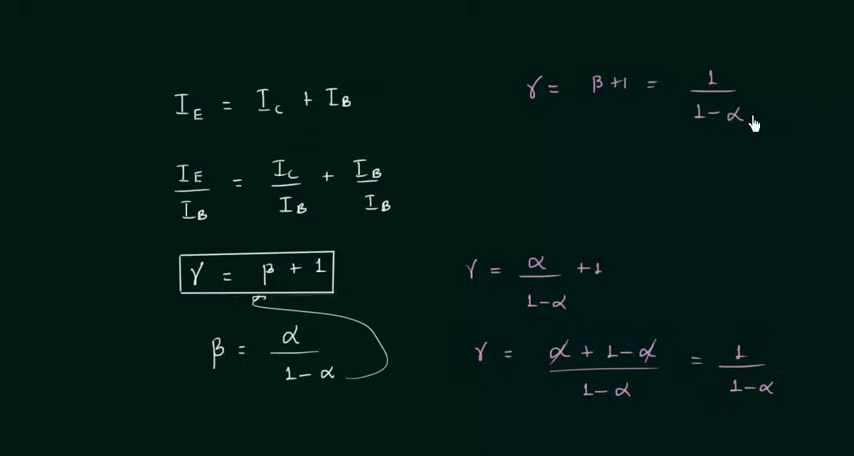 I_E = I_C + I_B
I_E/I_B = I_C/I_B + I_B/I_B
γ = β + 1
β = α/(1-α)
γ = β+1 = 1/(1-α)
γ = α/(1-α) + 1
γ = (α + 1-α)/(1-α) = 1/(1-α)